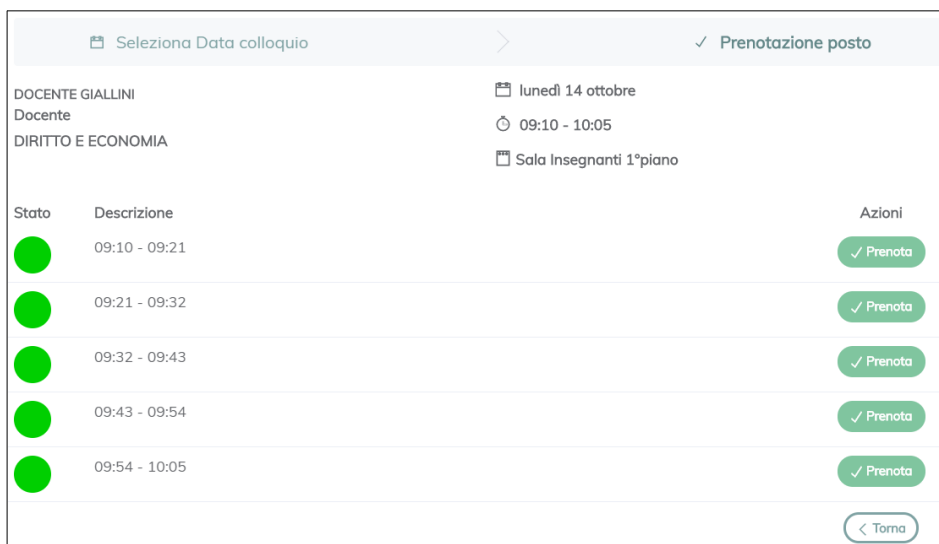 Seleziona Data colloquio
Prenotazione posto
DOCENTE GIALLINI
Docente
DIRITTO E ECONOMIA
lunedì 14 ottobre
09:10 - 10:05
Sala Insegnanti 1°piano
Stato Descrizione Azioni
09:10 - 09:21 Prenota
09:21 - 09:32 Prenota
09:32 - 09:43 Prenota
09:43 - 09:54 Prenota
09:54 - 10:05 Prenota
Torna